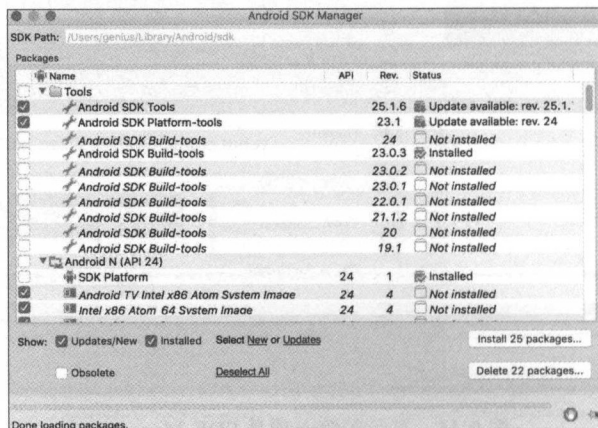 Android SDK Manager
SDK Path: /Users/genius/Library/Android/sdk
Packages
Name API Rev. Status
Tools
Android SDK Tools 25.1.6 Update available: rev. 25.1.
Android SDK Platform-tools 23.1 Update available: rev. 24
Android SDK Build-tools 24 Not installed
Android SDK Build-tools 23.0.3 Installed
Android SDK Build-tools 23.0.2 Not installed
Android SDK Build-tools 23.0.1 Not installed
Android SDK Build-tools 22.0.1 Not installed
Android SDK Build-tools 21.1.2 Not installed
Android SDK Build-tools 20 Not installed
Android SDK Build-tools 19.1 Not installed
Android N (API 24)
SDK Platform 24 1 Installed
Android TV Intel x86 Atom System Image 24 4 Not installed
Intel x86 Atom 64 System Image 24 4 Not installed
Show: Updates/New Installed Select New or Updates Install 25 packages...
Obsolete Deselect All Delete 22 packages...
Done loading packages.